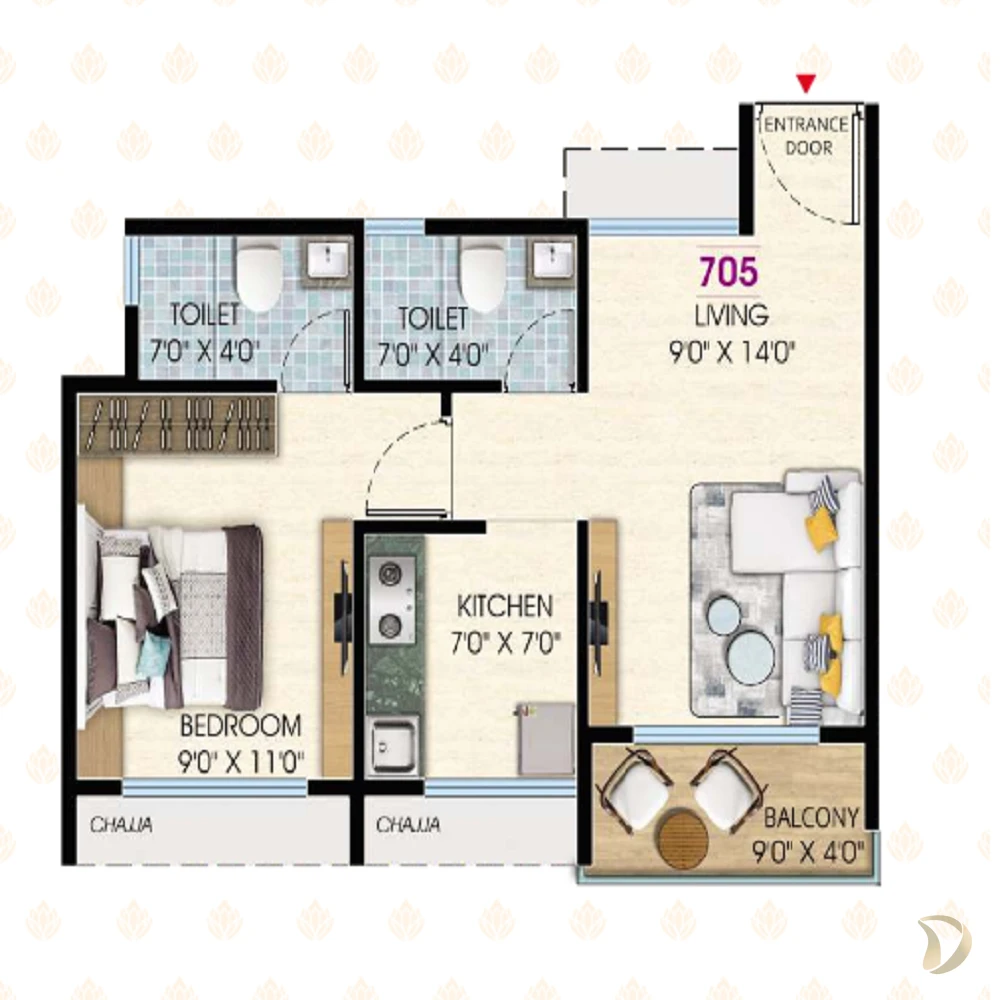 ENTRANCE
DOOR
705
LIVING
9'0" X 14'0"
TOILET
7'0" X 4'0"
TOILET
7'0" X 4'0"
KITCHEN
7'0" X 7'0"
BEDROOM
9'0" X 11'0"
CHAJJA
CHAJJA
BALCONY
9'0" X 4'0"